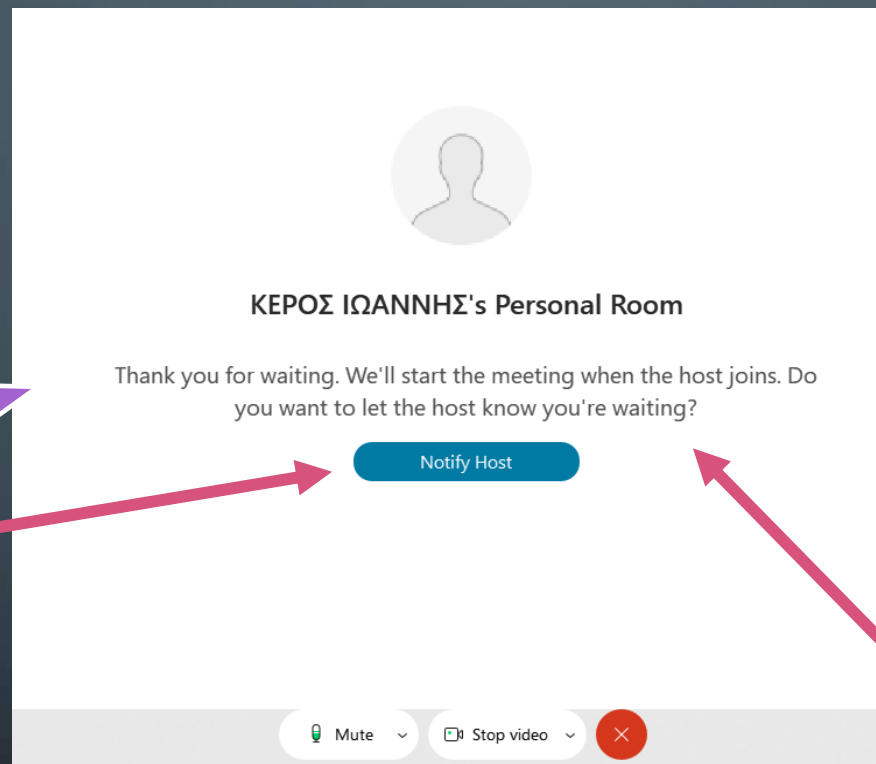 ΚΕΡΟΣ ΙΩΑΝΝΗΣ's Personal Room
Thank you for waiting. We'll start the meeting when the host joins. Do
you want to let the host know you're waiting?
Notify Host
Mute
Stop video